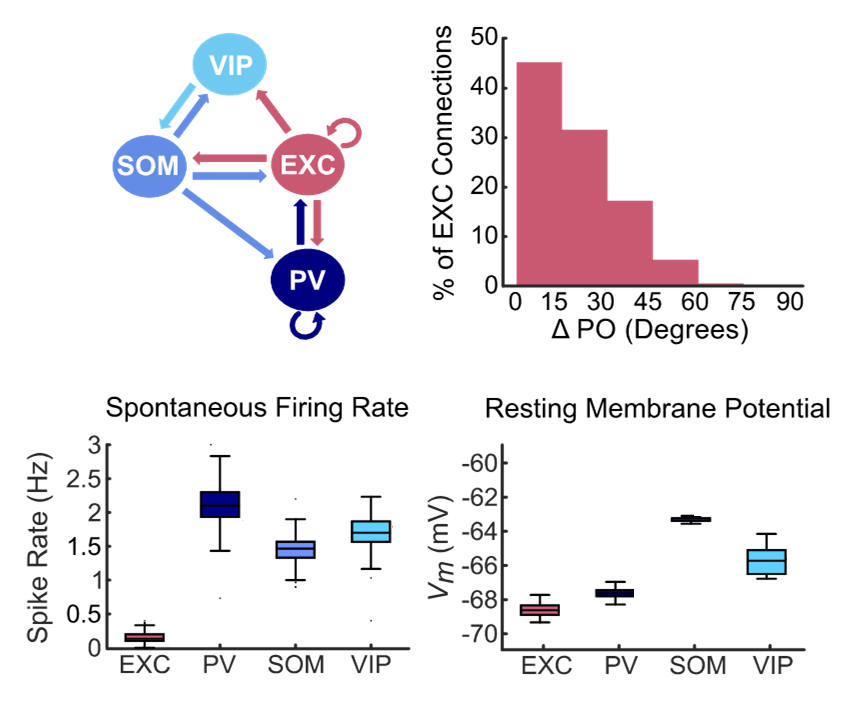 VIP
SOM
EXC
PV
% of EXC Connections
50
40
30
20
10
0
0 15 30 45 60 75 90
Δ PO (Degrees)
Spontaneous Firing Rate
Spike Rate (Hz)
3
2.5
2
1.5
1
0.5
0
EXC PV SOM VIP
Resting Membrane Potential
Vm (mV)
-60
-62
-64
-66
-68
-70
EXC PV SOM VIP